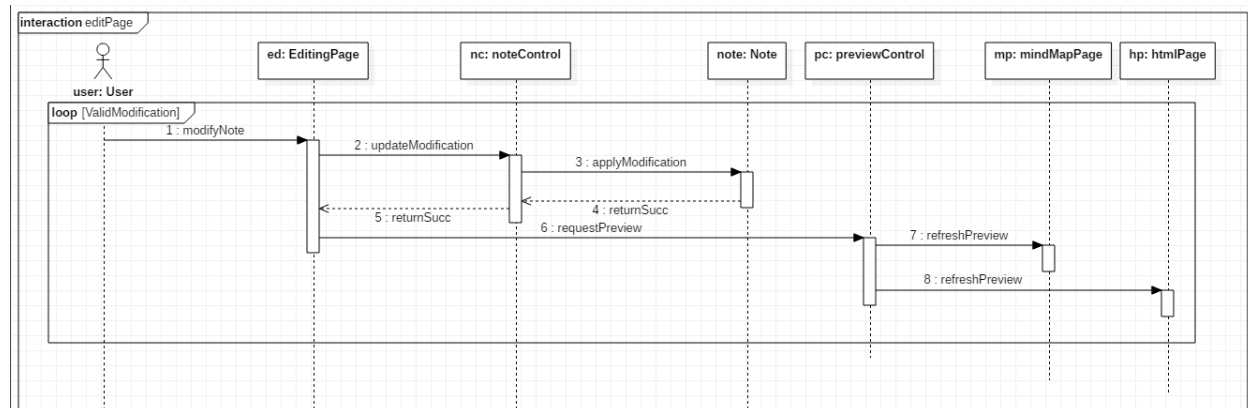 interaction editPage
ed: EditingPage
nc: noteControl
note: Note
pc: previewControl
mp: mindMapPage
hp: htmlPage
user: User
loop [ValidModification]
1 : modifyNote
2 : updateModification
3 : applyModification
4 : returnSucc
5 : returnSucc
6 : requestPreview
7 : refreshPreview
8 : refreshPreview